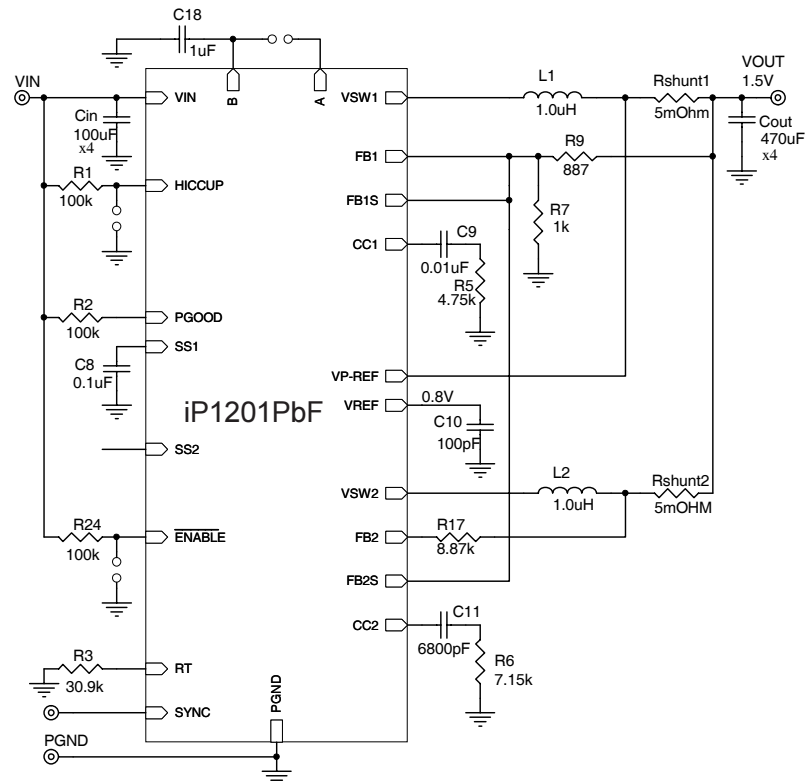 C18
1uF
VIN
B
A
VIN
VSW1
L1
1.0uH
Rshunt1
5mOhm
VOUT
1.5V
Cin
100uF
x4
Cout
470uF
x4
FB1
R9
887
R1
100k
HICCUP
FB1S
R7
1k
CC1
C9
0.01uF
R5
4.75k
R2
100k
PGOOD
SS1
C8
0.1uF
VP-REF
VREF
0.8V
C10
100pF
iP1201PbF
SS2
VSW2
L2
1.0uH
Rshunt2
5mOHM
R24
100k
ENABLE
FB2
R17
8.87k
FB2S
CC2
C11
6800pF
R6
7.15k
R3
30.9k
RT
SYNC
PGND
PGND